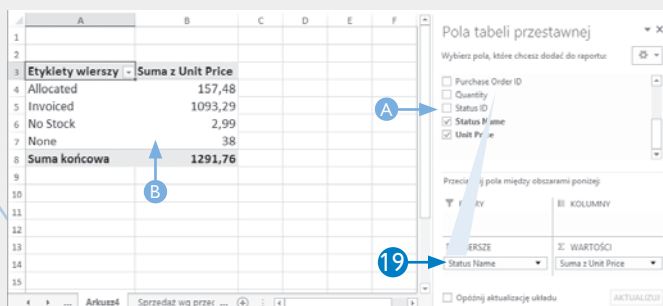 A B C D E F
1
2
3 Etykiety wierszy Suma z Unit Price
4 Allocated 157,48
5 Invoiced 1093,29
6 No Stock 2,99
7 None 38
8 Suma końcowa 1291,76
9
10
11
12
13
14
15
... Arkusz4 Sprzedaż wg przec ...
B
Pola tabeli przestawnej
Wybierz pola, które chcesz dodać do raportu:
Purchase Order ID
Quantity
A
Status ID
Status Name
Unit Price
pola między obszarami poniżej:
KOLUMNY
Σ WARTOŚCI
19
Status Name Suma z Unit Price
Opóźnij aktualizację układu AKTUALIZUJ